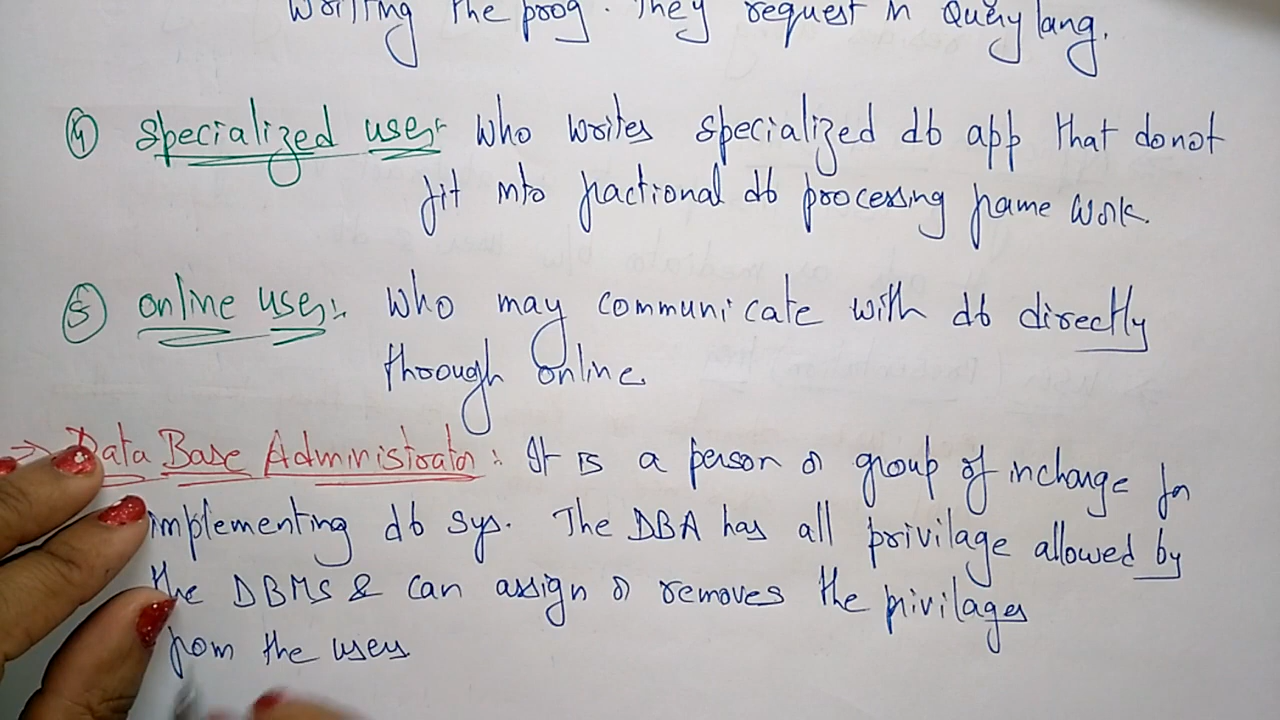 writing the prog. They request in Query lang.
④ specialized user who writes specialized db app that donot
fit into fractional db processing frame work.
⑤ online user:. who may communicate with db directly
through online.
→ Data Base Administrator: It is a person or group of incharge for
implementing db sys. The DBA has all privilage allowed by
the DBMS & can assign or removes the privilages
from the users